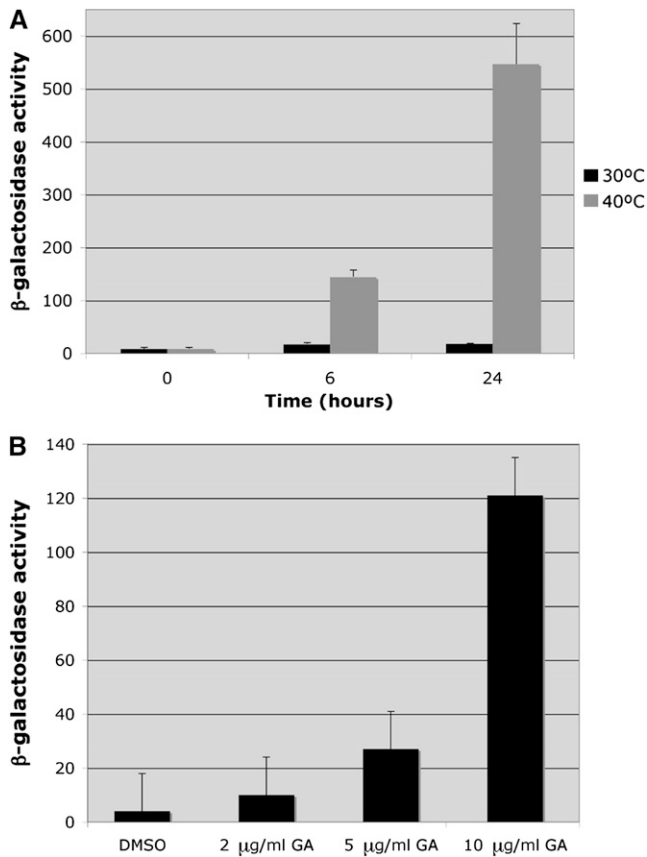 A
β-galactosidase activity
600
500
400
300
200
100
0
0 6 24
Time (hours)
30ºC
40ºC
B
β-galactosidase activity
140
120
100
80
60
40
20
0
DMSO 2 µg/ml GA 5 µg/ml GA 10 µg/ml GA